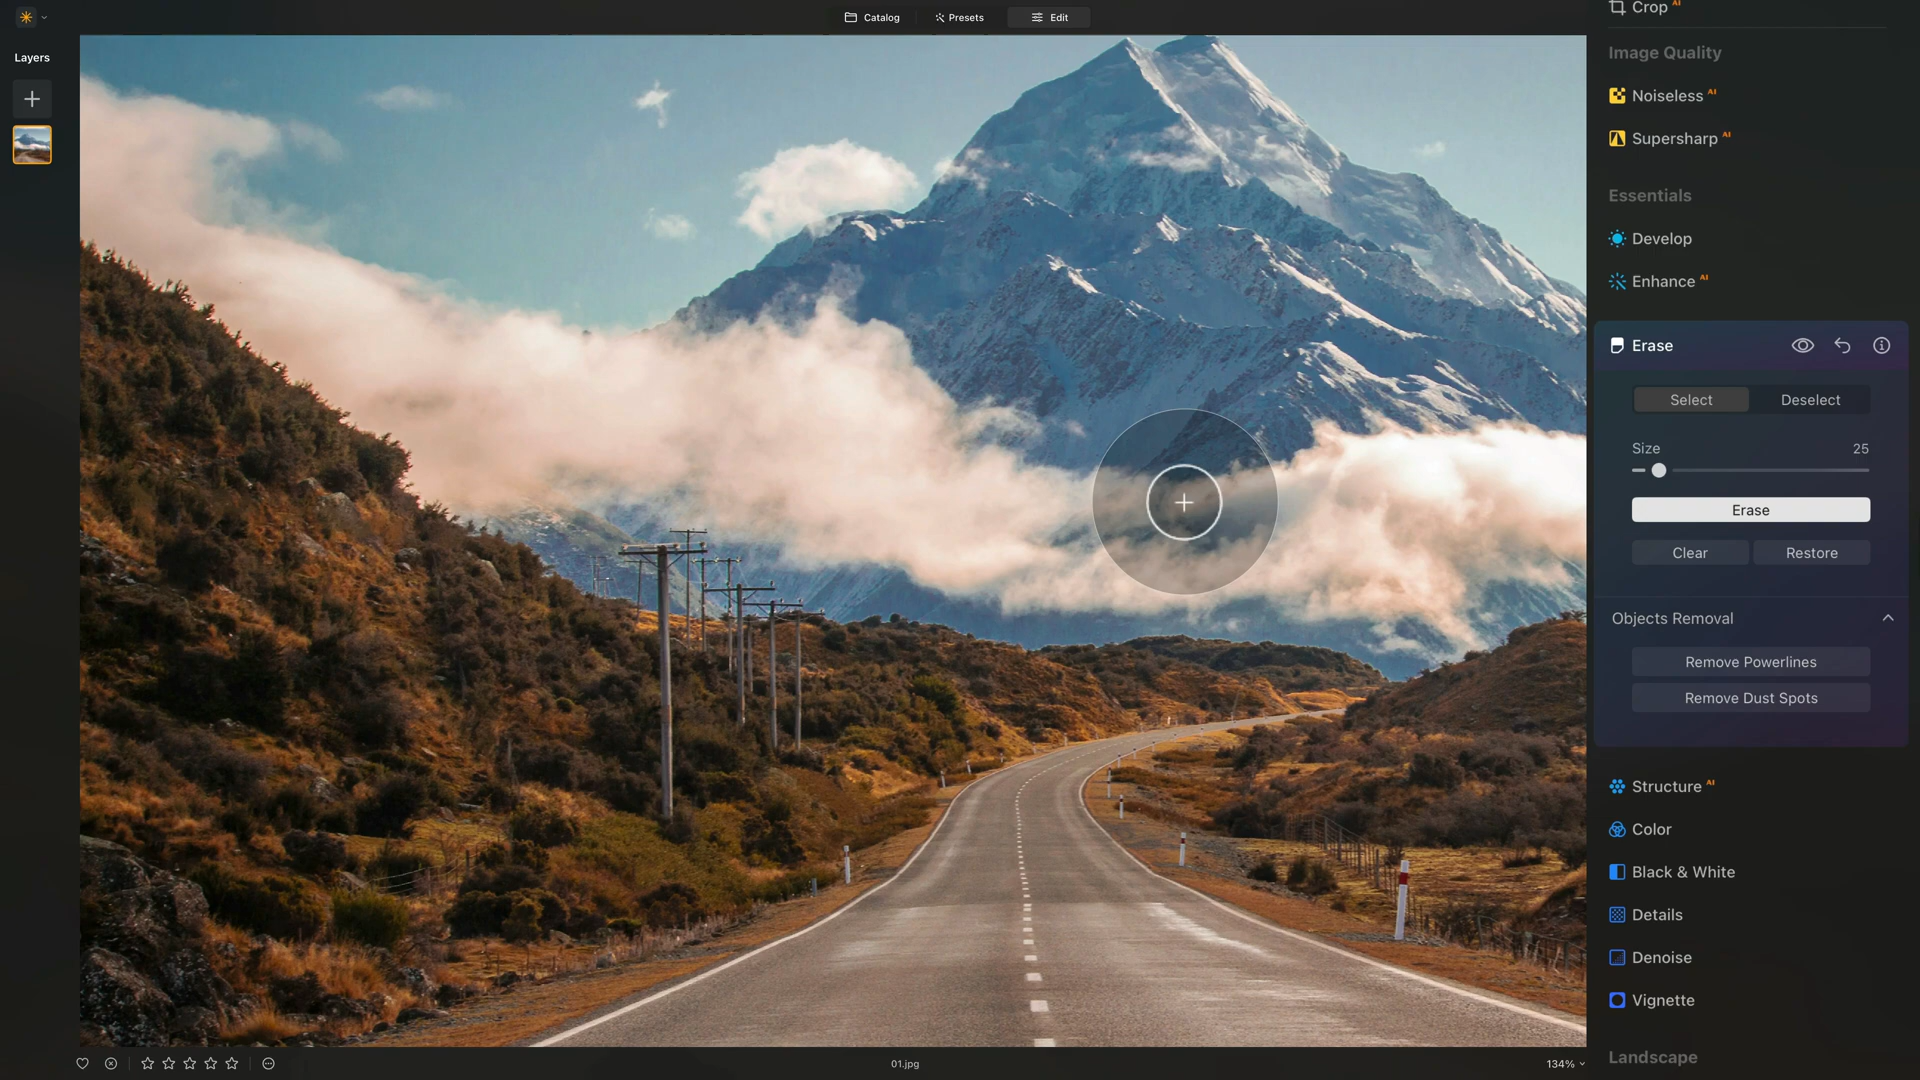 Catalog
Presets
Edit
Layers
Crop AI
Image Quality
Noiseless AI
Supersharp AI
Essentials
Develop
Enhance AI
Erase
Select
Deselect
Size
25
Erase
Clear
Restore
Objects Removal
Remove Powerlines
Remove Dust Spots
Structure AI
Color
Black & White
Details
Denoise
Vignette
Landscape
01.jpg
134%